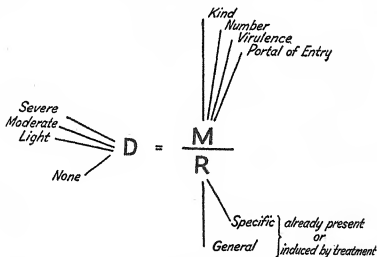 Kind
Number
Virulence
Portal of Entry
Severe
Moderate
Light
None
D = M
R
Specific } already present
or
General induced by treatment